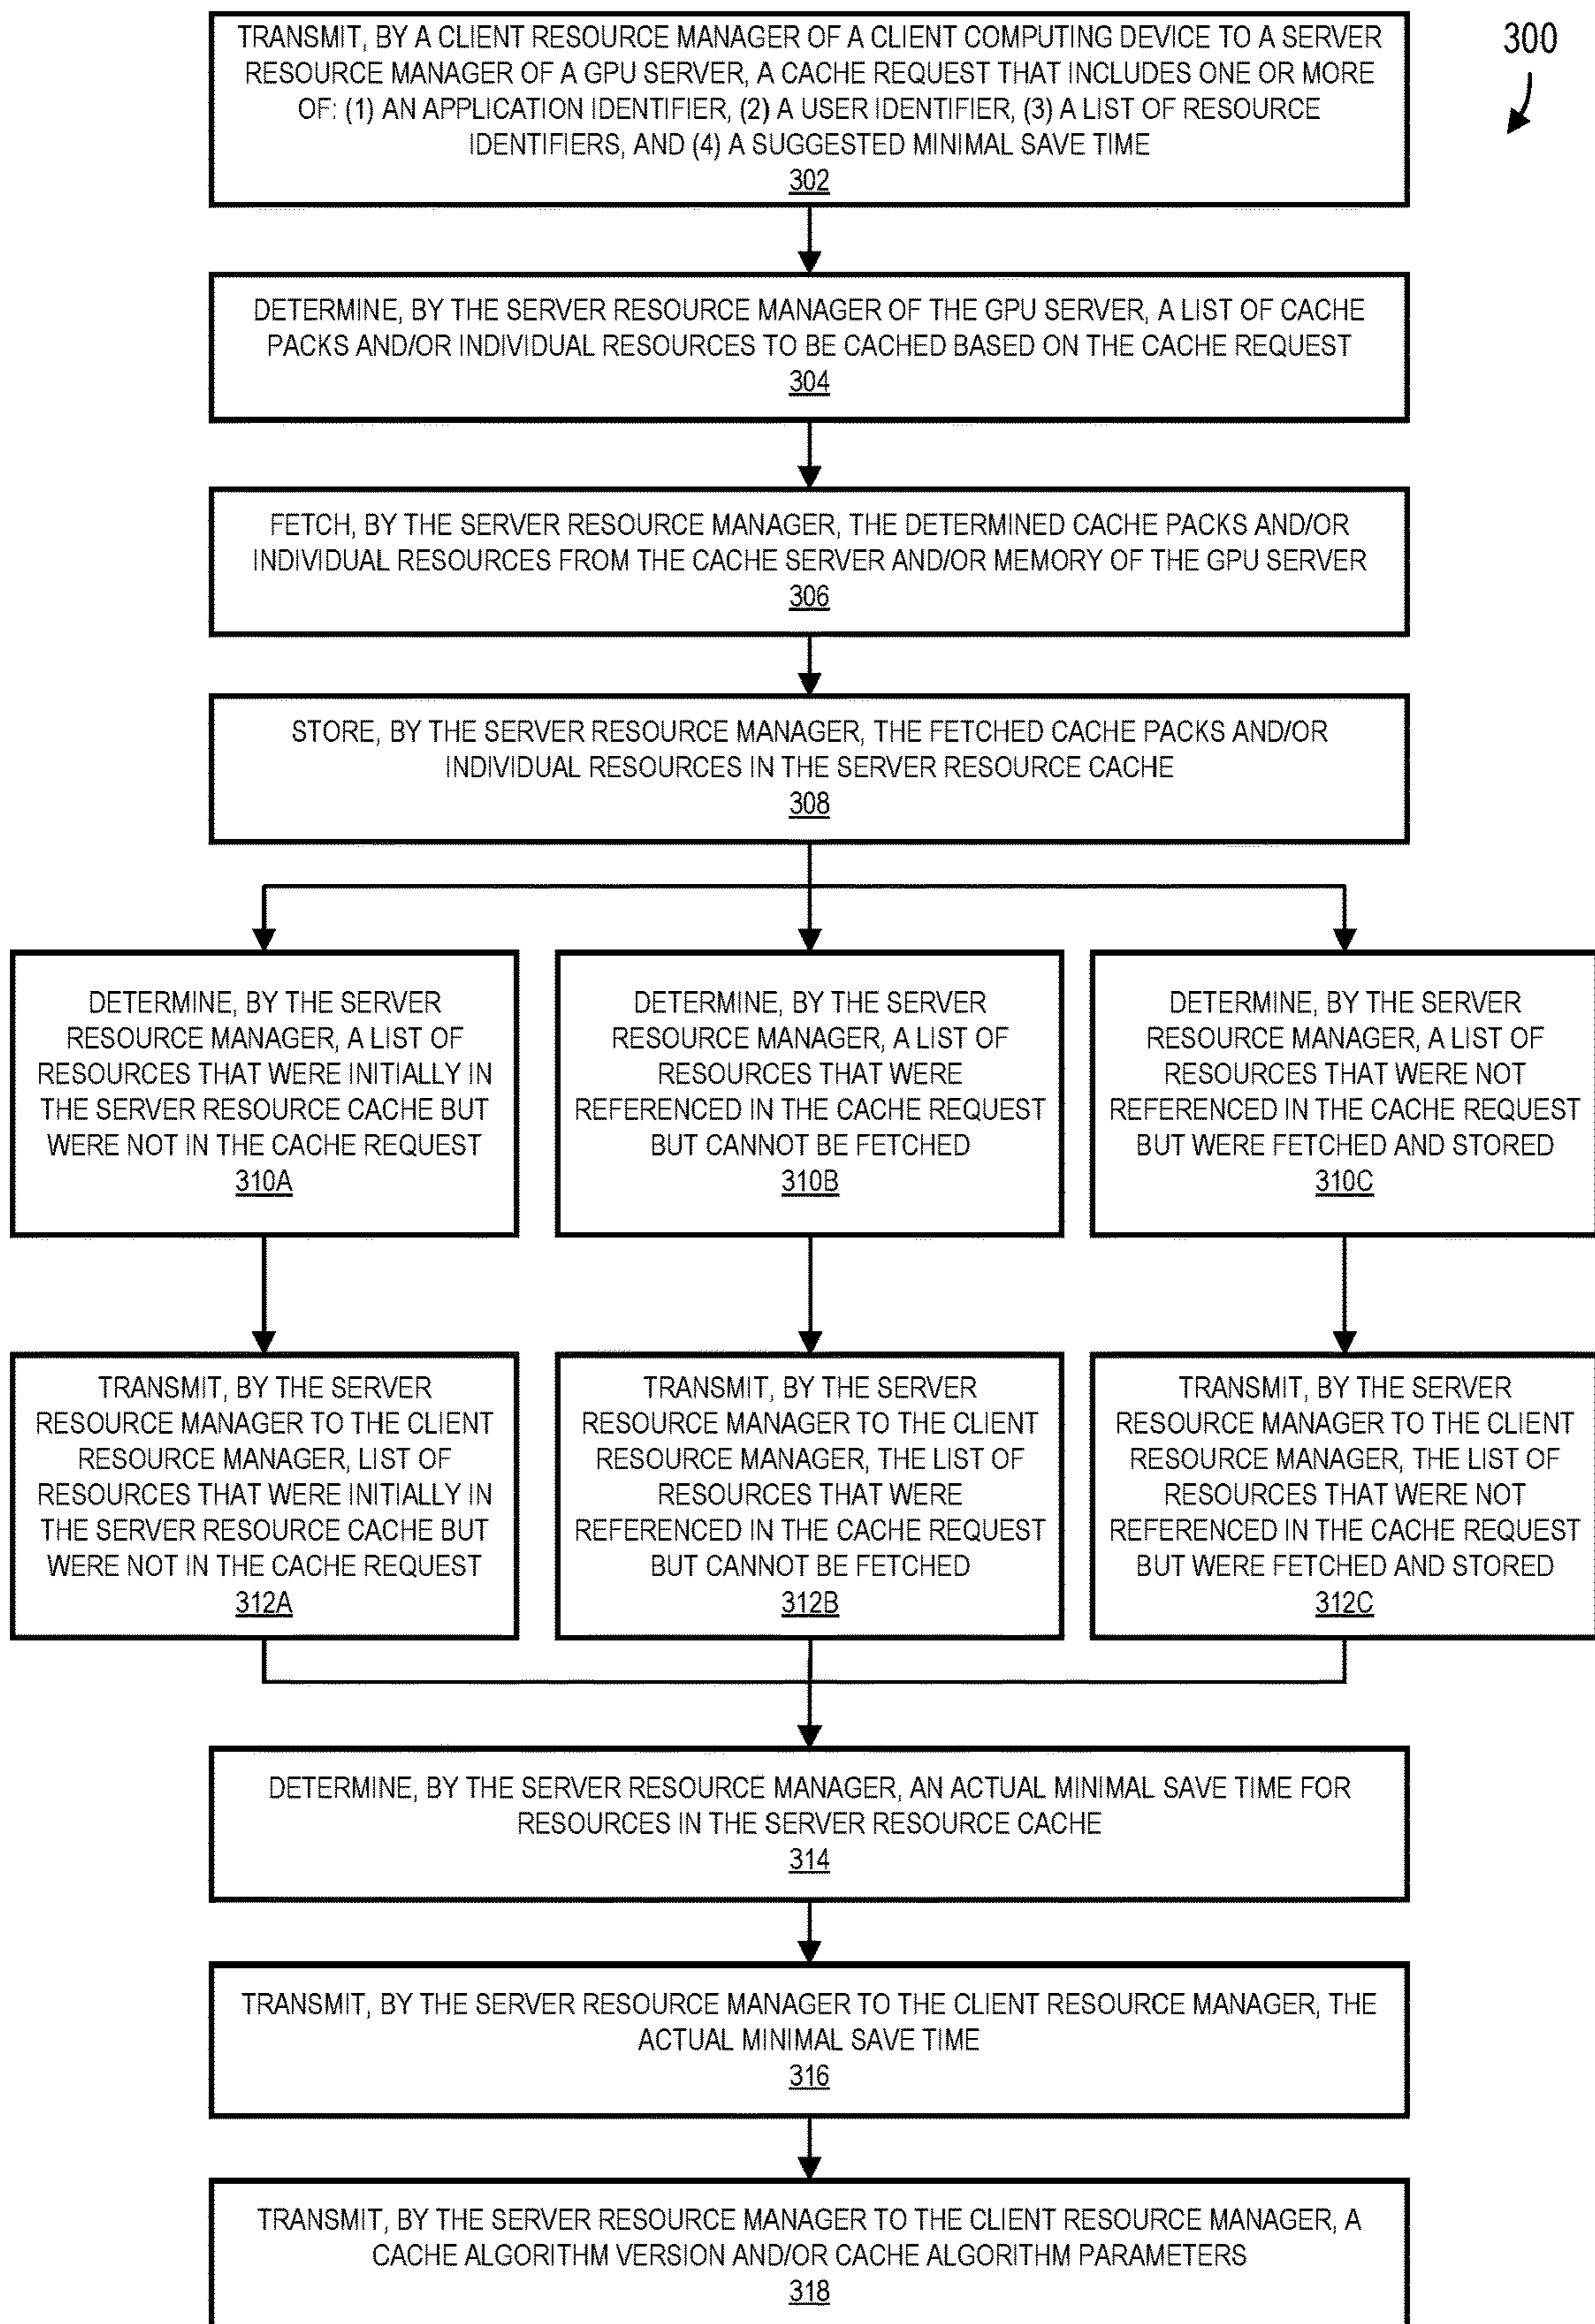 300
TRANSMIT, BY A CLIENT RESOURCE MANAGER OF A CLIENT COMPUTING DEVICE TO A SERVER
RESOURCE MANAGER OF A GPU SERVER, A CACHE REQUEST THAT INCLUDES ONE OR MORE
OF: (1) AN APPLICATION IDENTIFIER, (2) A USER IDENTIFIER, (3) A LIST OF RESOURCE
IDENTIFIERS, AND (4) A SUGGESTED MINIMAL SAVE TIME
302
DETERMINE, BY THE SERVER RESOURCE MANAGER OF THE GPU SERVER, A LIST OF CACHE
PACKS AND/OR INDIVIDUAL RESOURCES TO BE CACHED BASED ON THE CACHE REQUEST
304
FETCH, BY THE SERVER RESOURCE MANAGER, THE DETERMINED CACHE PACKS AND/OR
INDIVIDUAL RESOURCES FROM THE CACHE SERVER AND/OR MEMORY OF THE GPU SERVER
306
STORE, BY THE SERVER RESOURCE MANAGER, THE FETCHED CACHE PACKS AND/OR
INDIVIDUAL RESOURCES IN THE SERVER RESOURCE CACHE
308
DETERMINE, BY THE SERVER
RESOURCE MANAGER, A LIST OF
RESOURCES THAT WERE INITIALLY IN
THE SERVER RESOURCE CACHE BUT
WERE NOT IN THE CACHE REQUEST
310A
DETERMINE, BY THE SERVER
RESOURCE MANAGER, A LIST OF
RESOURCES THAT WERE
REFERENCED IN THE CACHE REQUEST
BUT CANNOT BE FETCHED
310B
DETERMINE, BY THE SERVER
RESOURCE MANAGER, A LIST OF
RESOURCES THAT WERE NOT
REFERENCED IN THE CACHE REQUEST
BUT WERE FETCHED AND STORED
310C
TRANSMIT, BY THE SERVER
RESOURCE MANAGER TO THE CLIENT
RESOURCE MANAGER, LIST OF
RESOURCES THAT WERE INITIALLY IN
THE SERVER RESOURCE CACHE BUT
WERE NOT IN THE CACHE REQUEST
312A
TRANSMIT, BY THE SERVER
RESOURCE MANAGER TO THE CLIENT
RESOURCE MANAGER, THE LIST OF
RESOURCES THAT WERE
REFERENCED IN THE CACHE REQUEST
BUT CANNOT BE FETCHED
312B
TRANSMIT, BY THE SERVER
RESOURCE MANAGER TO THE CLIENT
RESOURCE MANAGER, THE LIST OF
RESOURCES THAT WERE NOT
REFERENCED IN THE CACHE REQUEST
BUT WERE FETCHED AND STORED
312C
DETERMINE, BY THE SERVER RESOURCE MANAGER, AN ACTUAL MINIMAL SAVE TIME FOR
RESOURCES IN THE SERVER RESOURCE CACHE
314
TRANSMIT, BY THE SERVER RESOURCE MANAGER TO THE CLIENT RESOURCE MANAGER, THE
ACTUAL MINIMAL SAVE TIME
316
TRANSMIT, BY THE SERVER RESOURCE MANAGER TO THE CLIENT RESOURCE MANAGER, A
CACHE ALGORITHM VERSION AND/OR CACHE ALGORITHM PARAMETERS
318